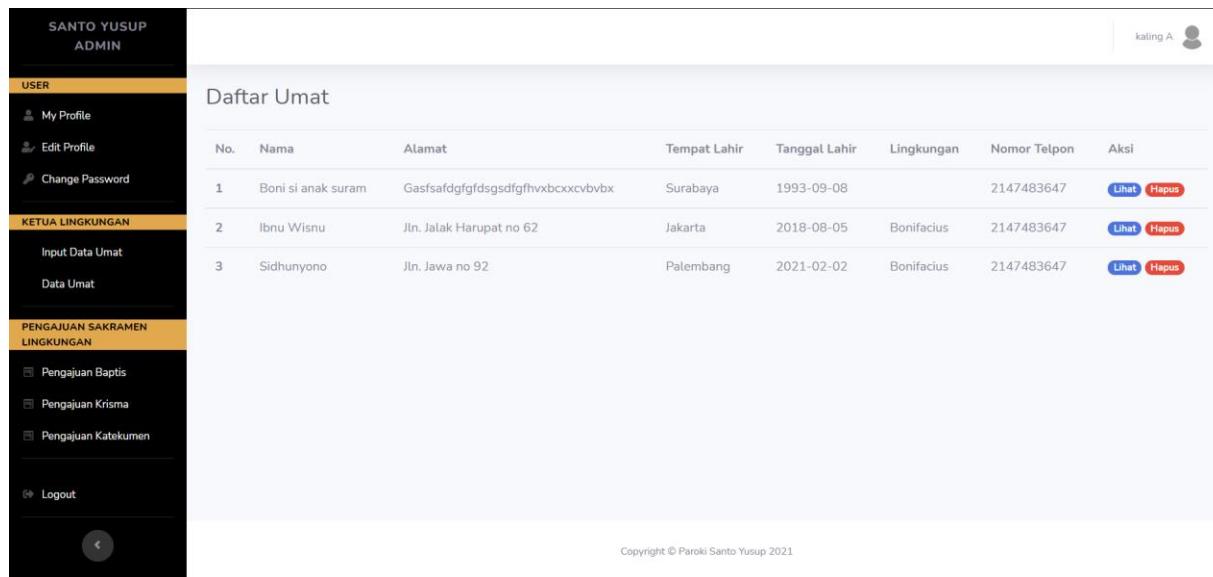 SANTO YUSUP
ADMIN
kaling A
USER
My Profile
Edit Profile
Change Password
KETUA LINGKUNGAN
Input Data Umat
Data Umat
PENGAJUAN SAKRAMEN
LINGKUNGAN
Pengajuan Baptis
Pengajuan Krisma
Pengajuan Katekumen
Logout
Daftar Umat
No. Nama Alamat Tempat Lahir Tanggal Lahir Lingkungan Nomor Telpon Aksi
1 Boni si anak suram Gasfsafdgfgfdsgsdfgfhvxbcxxcvbvbx Surabaya 1993-09-08 2147483647 Lihat Hapus
2 Ibnu Wisnu Jln. Jalak Harupat no 62 Jakarta 2018-08-05 Bonifacius 2147483647 Lihat Hapus
3 Sidhunyono Jln. Jawa no 92 Palembang 2021-02-02 Bonifacius 2147483647 Lihat Hapus
Copyright © Paroki Santo Yusup 2021